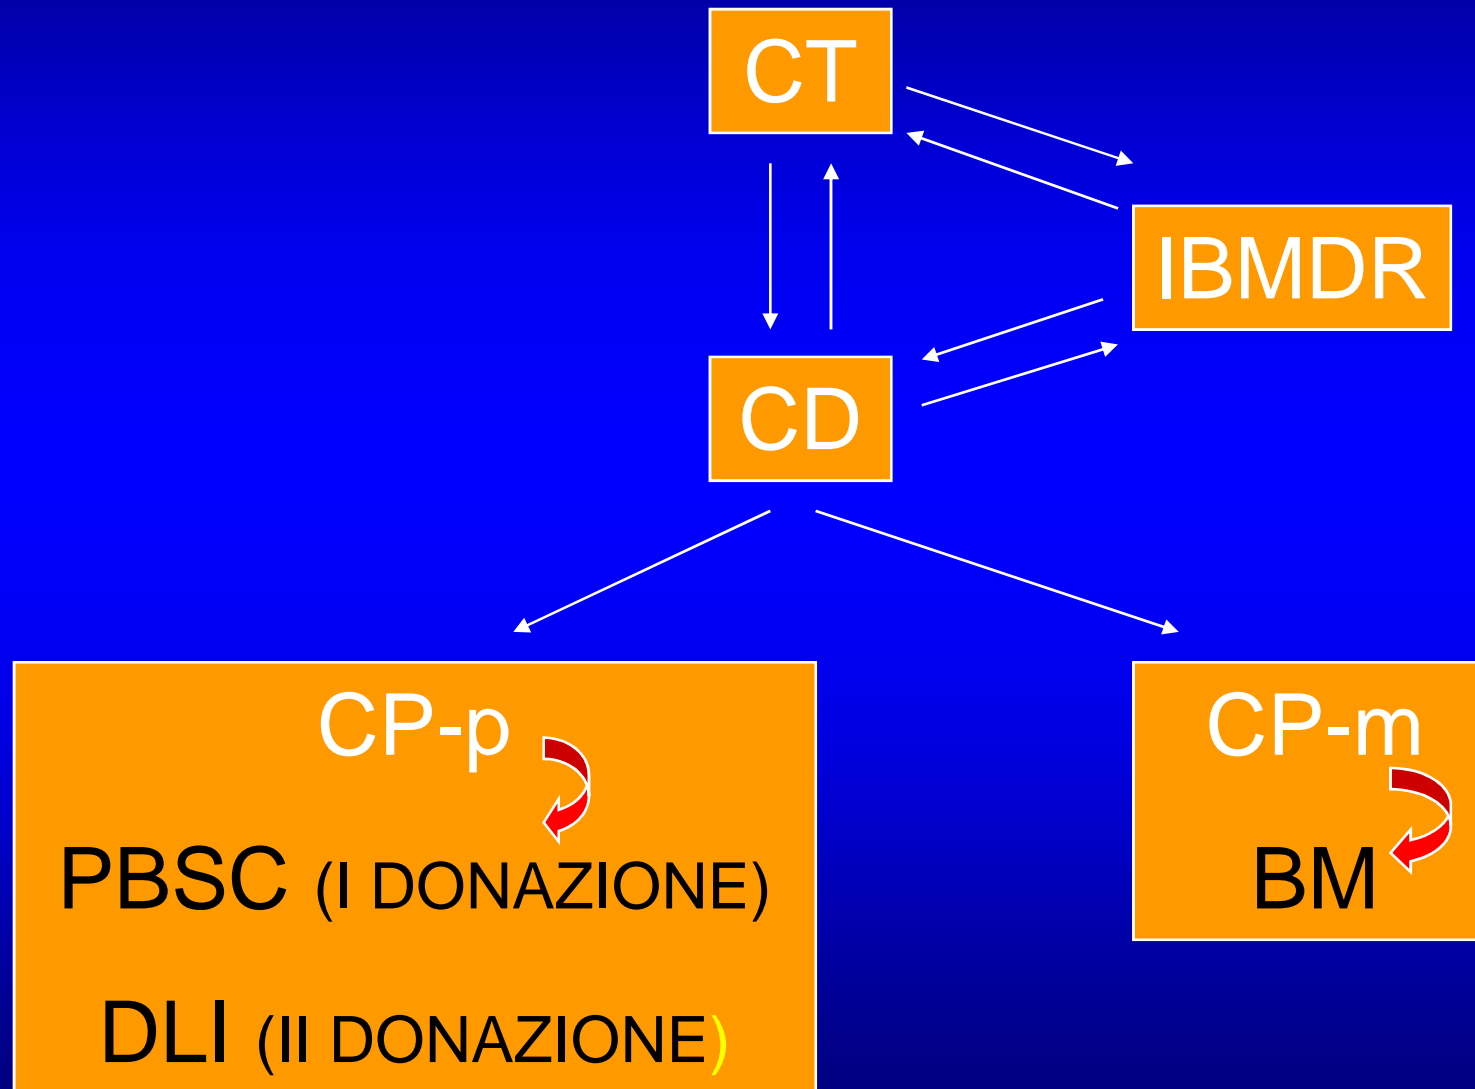 CT
IBMDR
CD
CP-p
PBSC (I DONAZIONE)
DLI (II DONAZIONE)
CP-m
BM